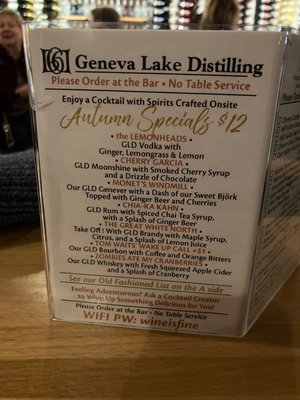 Geneva Lake Distilling
Please Order at the Bar • No Table Service
Enjoy a Cocktail with Spirits Crafted Onsite
Autumn Specials $12
• the LEMONHEADS •
GLD Vodka with
Ginger, Lemongrass & Lemon
• CHERRY GARCIA •
GLD Moonshine with Smoked Cherry Syrup
and a Drizzle of Chocolate
• MONET'S WINDMILL •
Our GLD Genever with a Dash of our Sweet Björk
Topped with Ginger Beer and Cherries
• CHIA-KA KAHN •
GLD Rum with Spiced Chai Tea Syrup,
with a Splash of Ginger Beer
• THE GREAT WHITE NORTH •
Take Off! With GLD Brandy with Maple Syrup,
Citrus, and a Splash of Lemon Juice
• TOM WAITS' WAKE UP CALL +$1 •
Our GLD Bourbon with Coffee and Orange Bitters
• ZOMBIES ATE MY CRANBERRIES •
Our GLD Whiskey with Fresh Squeezed Apple Cider
and a Splash of Cranberry
See our Old Fashioned List on the A side
Feeling Adventurous? Ask a Cocktail Creator
to Whip Up Something Delicious for You!
Please Order at the Bar • No Table Service
WIFI PW: wineisfine